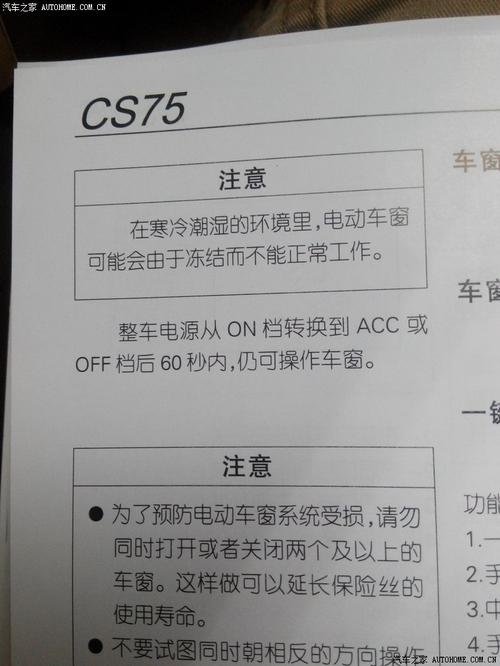 汽车之家 AUTOHOME.COM.CN
CS75
注意
在寒冷潮湿的环境里,电动车窗
可能会由于冻结而不能正常工作。
整车电源从 ON 档转换到 ACC 或
OFF 档后 60 秒内,仍可操作车窗。
注意
● 为了预防电动车窗系统受损,请勿
同时打开或者关闭两个及以上的
车窗。这样做可以延长保险丝的
使用寿命。
● 不要试图同时朝相反的方向操作
车窗
车窗
一键
功能
1.一
2.手
3.中
4.手
汽车之家 AUTOHOME.COM.CN